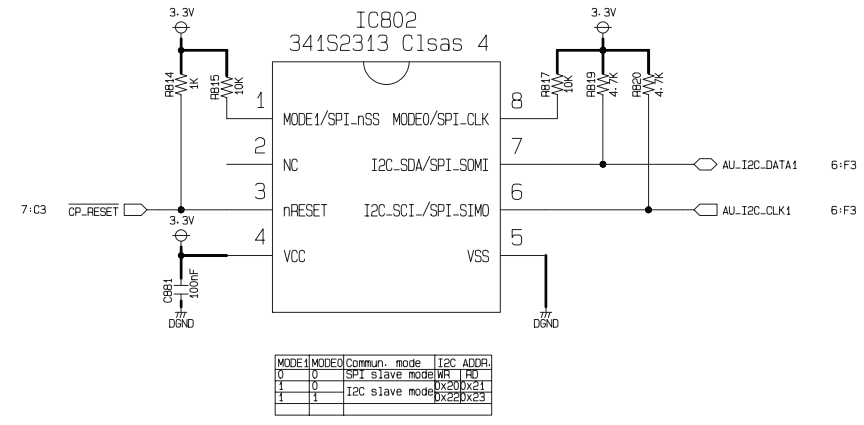 3.3V
3.3V
IC802
341S2313 Clsas 4
R814
1K
R815
10K
R817
10K
R819
4.7K
R820
4.7K
1
MODE1/SPI_nSS
MODE0/SPI_CLK
8
2
NC
I2C_SDA/SPI_SOMI
7
AU_I2C_DATA1
6:F3
7:C3
CP_RESET
3
nRESET
I2C_SCI_/SPI_SIMO
6
AU_I2C_CLK1
6:F3
3.3V
4
VCC
VSS
5
C881
100nF
DGND
DGND
MODE1 MODE0 Commun. mode I2C ADDR.
0 0 SPI slave mode WR RD
1 0 I2C slave mode 0x20 0x21
1 1 0x22 0x23